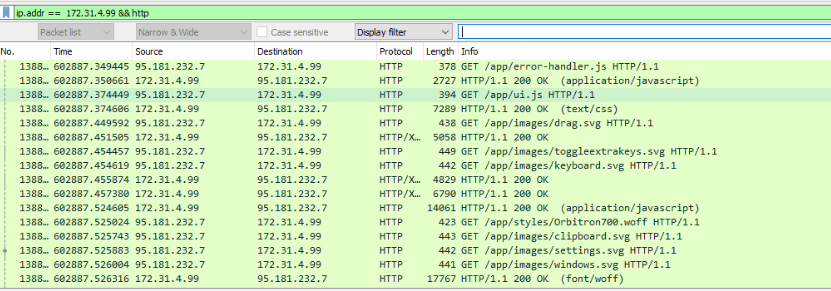 ip.addr == 172.31.4.99 && http
Packet list Narrow & Wide Case sensitive Display filter
No. Time Source Destination Protocol Length Info
1388… 602887.349445 95.181.232.7 172.31.4.99 HTTP 378 GET /app/error-handler.js HTTP/1.1
1388… 602887.350661 172.31.4.99 95.181.232.7 HTTP 2727 HTTP/1.1 200 OK (application/javascript)
1388… 602887.374449 95.181.232.7 172.31.4.99 HTTP 394 GET /app/ui.js HTTP/1.1
1388… 602887.374606 172.31.4.99 95.181.232.7 HTTP 7289 HTTP/1.1 200 OK (text/css)
1388… 602887.449592 95.181.232.7 172.31.4.99 HTTP 438 GET /app/images/drag.svg HTTP/1.1
1388… 602887.451505 172.31.4.99 95.181.232.7 HTTP/X… 5058 HTTP/1.1 200 OK
1388… 602887.454457 95.181.232.7 172.31.4.99 HTTP 449 GET /app/images/toggleextrakeys.svg HTTP/1.1
1388… 602887.454619 95.181.232.7 172.31.4.99 HTTP 442 GET /app/images/keyboard.svg HTTP/1.1
1388… 602887.455874 172.31.4.99 95.181.232.7 HTTP/X… 4829 HTTP/1.1 200 OK
1388… 602887.457380 172.31.4.99 95.181.232.7 HTTP/X… 6790 HTTP/1.1 200 OK
1388… 602887.524605 172.31.4.99 95.181.232.7 HTTP 14061 HTTP/1.1 200 OK (application/javascript)
1388… 602887.525024 95.181.232.7 172.31.4.99 HTTP 423 GET /app/styles/Orbitron700.woff HTTP/1.1
1388… 602887.525743 95.181.232.7 172.31.4.99 HTTP 443 GET /app/images/clipboard.svg HTTP/1.1
1388… 602887.525883 95.181.232.7 172.31.4.99 HTTP 442 GET /app/images/settings.svg HTTP/1.1
1388… 602887.526004 95.181.232.7 172.31.4.99 HTTP 441 GET /app/images/windows.svg HTTP/1.1
1388… 602887.526316 172.31.4.99 95.181.232.7 HTTP 17767 HTTP/1.1 200 OK (font/woff)